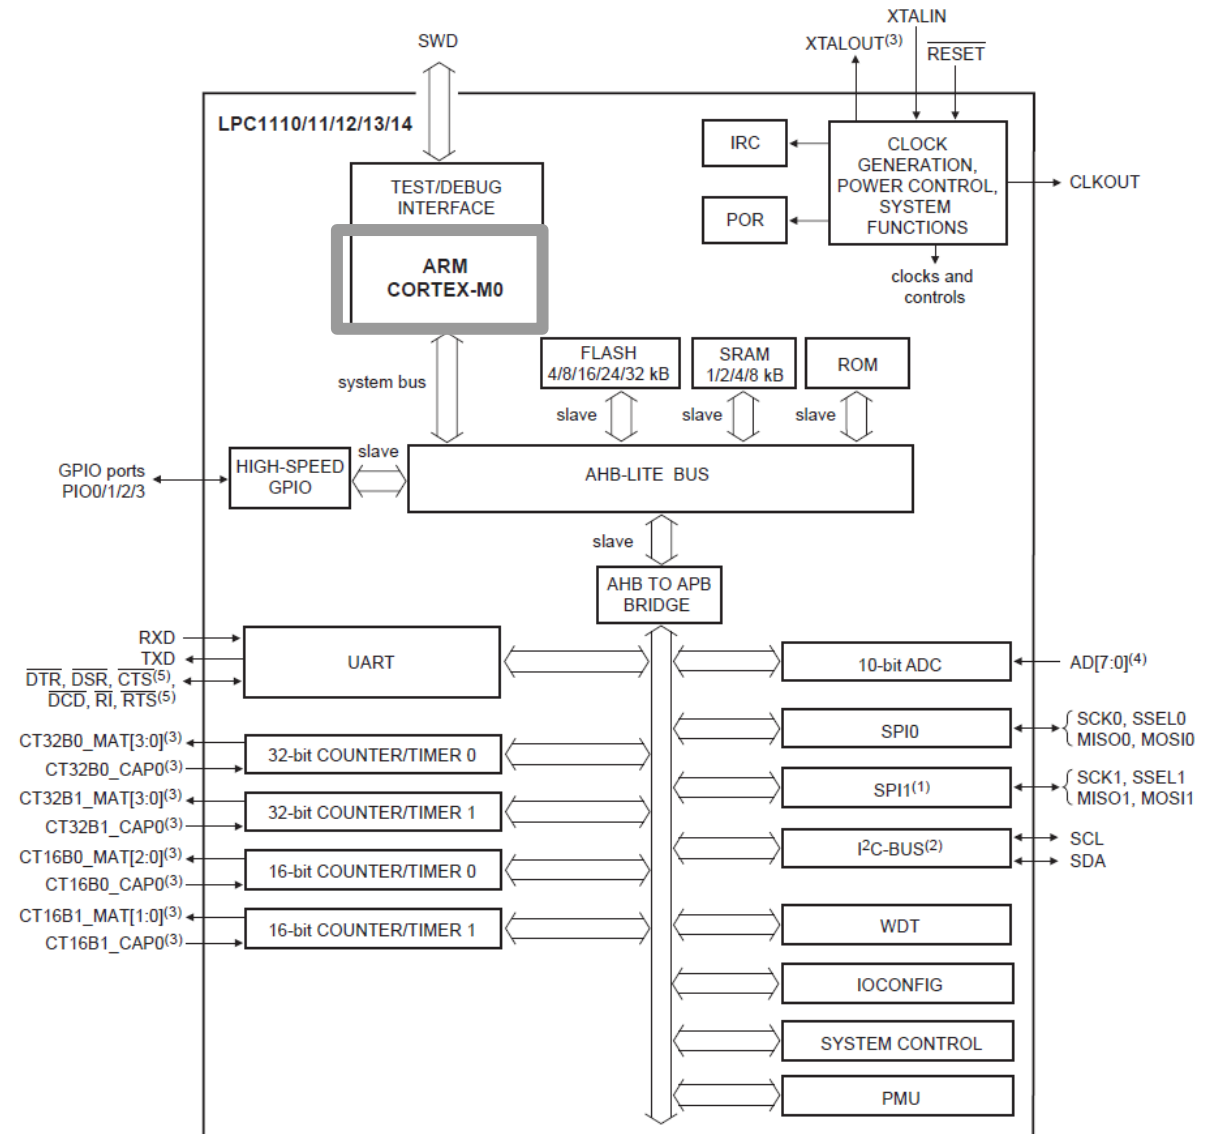 XTALIN
SWD
XTALOUT(3)
RESET
LPC1110/11/12/13/14
IRC
CLOCK
GENERATION,
POWER CONTROL,
SYSTEM
FUNCTIONS
CLKOUT
TEST/DEBUG
INTERFACE
POR
ARM
CORTEX-M0
clocks and
controls
FLASH
4/8/16/24/32 kB
SRAM
1/2/4/8 kB
ROM
system bus
slave
slave
slave
slave
GPIO ports
PIO0/1/2/3
HIGH-SPEED
GPIO
AHB-LITE BUS
slave
AHB TO APB
BRIDGE
RXD
TXD
DTR, DSR, CTS(5),
DCD, RI, RTS(5)
UART
10-bit ADC
AD[7:0](4)
SPI0
SCK0, SSEL0
MISO0, MOSI0
CT32B0_MAT[3:0](3)
CT32B0_CAP0(3)
32-bit COUNTER/TIMER 0
SPI1(1)
SCK1, SSEL1
MISO1, MOSI1
CT32B1_MAT[3:0](3)
CT32B1_CAP0(3)
32-bit COUNTER/TIMER 1
I2C-BUS(2)
SCL
SDA
CT16B0_MAT[2:0](3)
CT16B0_CAP0(3)
16-bit COUNTER/TIMER 0
CT16B1_MAT[1:0](3)
CT16B1_CAP0(3)
16-bit COUNTER/TIMER 1
WDT
IOCONFIG
SYSTEM CONTROL
PMU